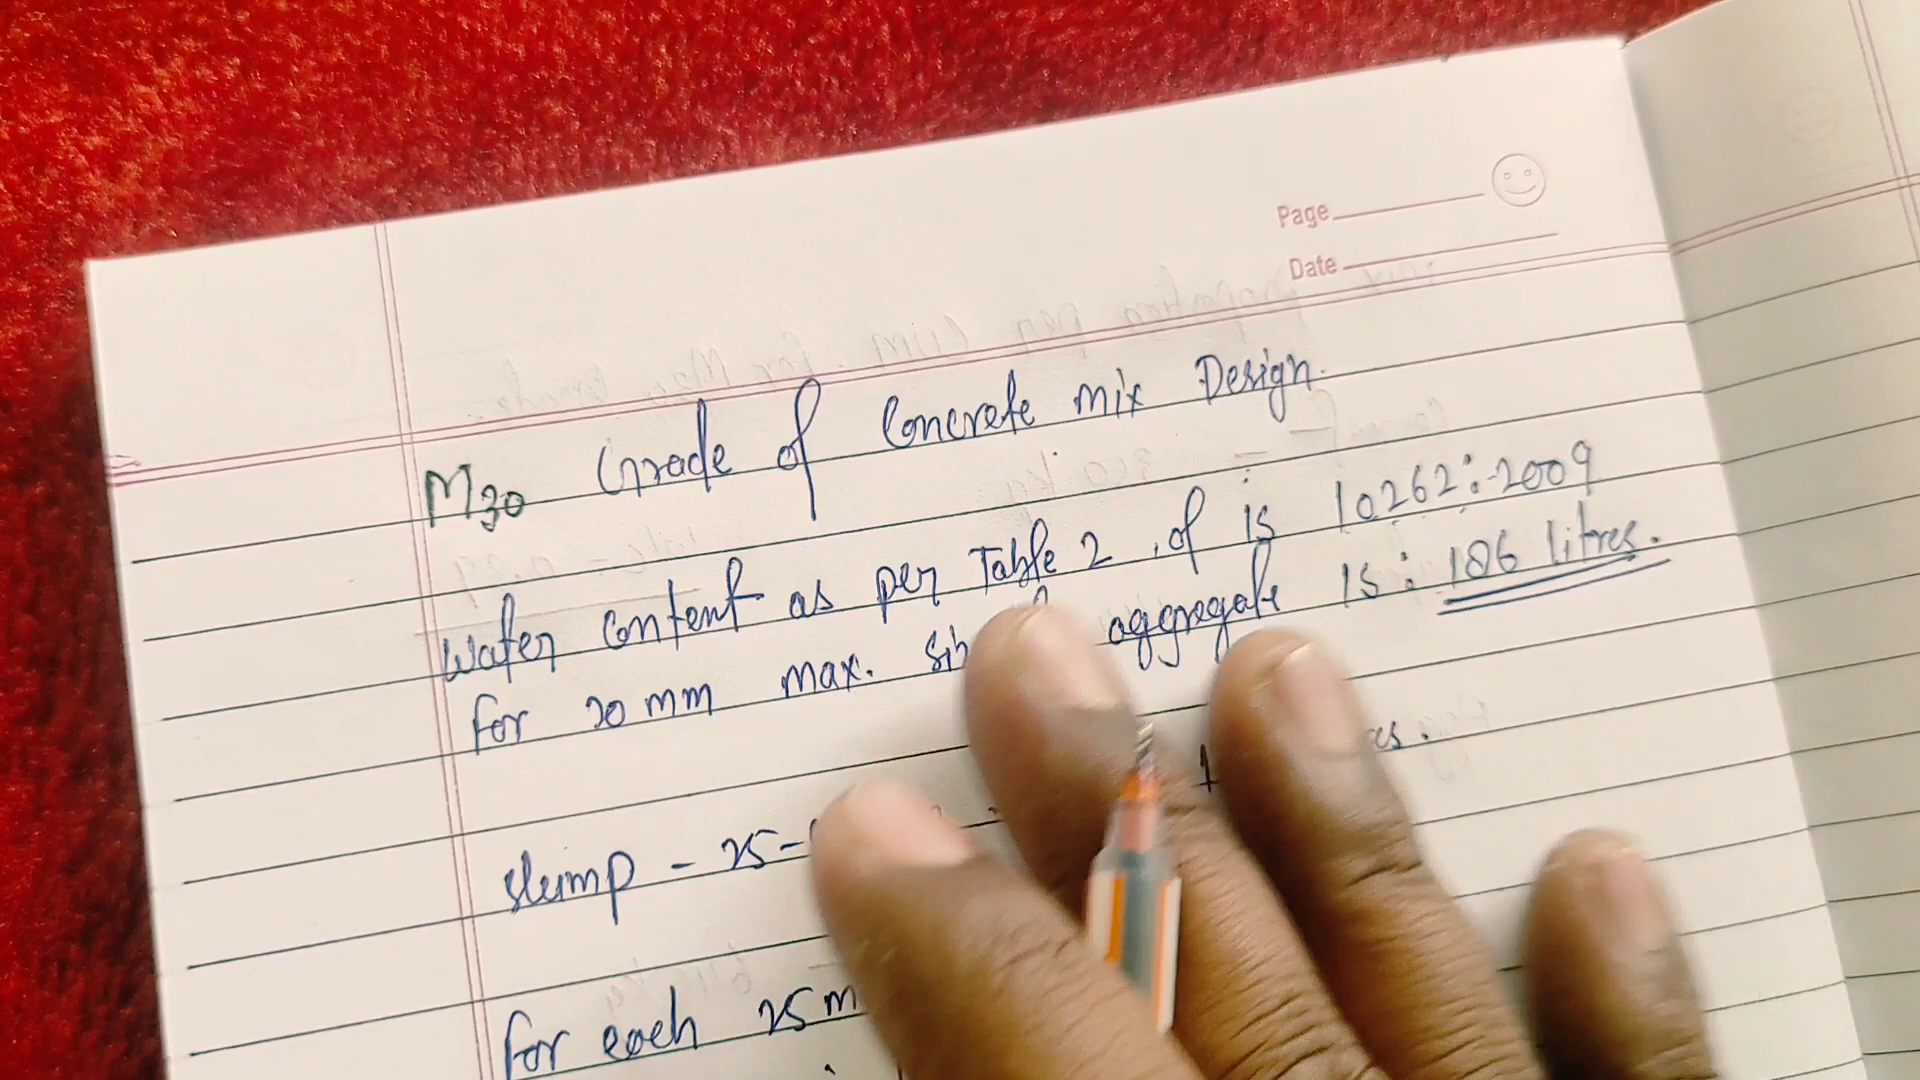 Page
Date
M30 Grade of Concrete mix Design.
Water content as per Table 2 of is 10262:-2009
for 20 mm max. aggregate is: 186 litres.
slump - 25-
for each 25 m